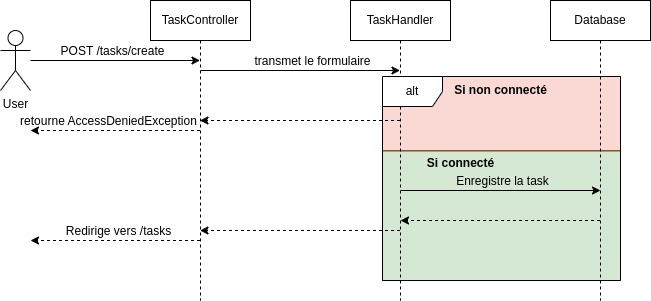 TaskController
TaskHandler
Database
POST /tasks/create
transmet le formulaire
User
alt
Si non connecté
retourne AccessDeniedException
Si connecté
Enregistre la task
Redirige vers /tasks